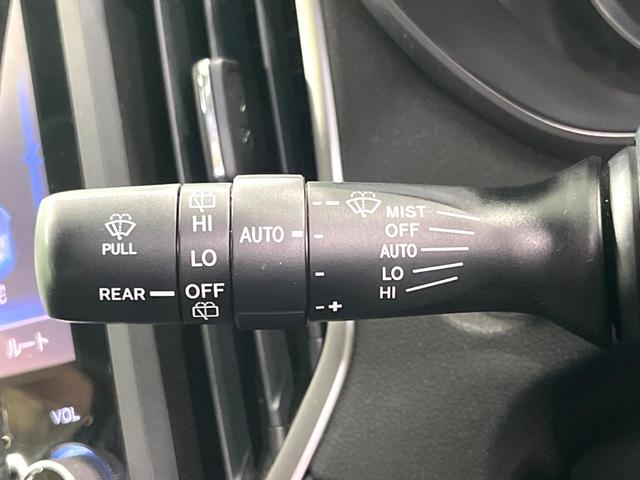 PULL
REAR
HI
LO
OFF
AUTO
--
-
-
-+
MIST
OFF
AUTO
LO
HI
ルート
VOL